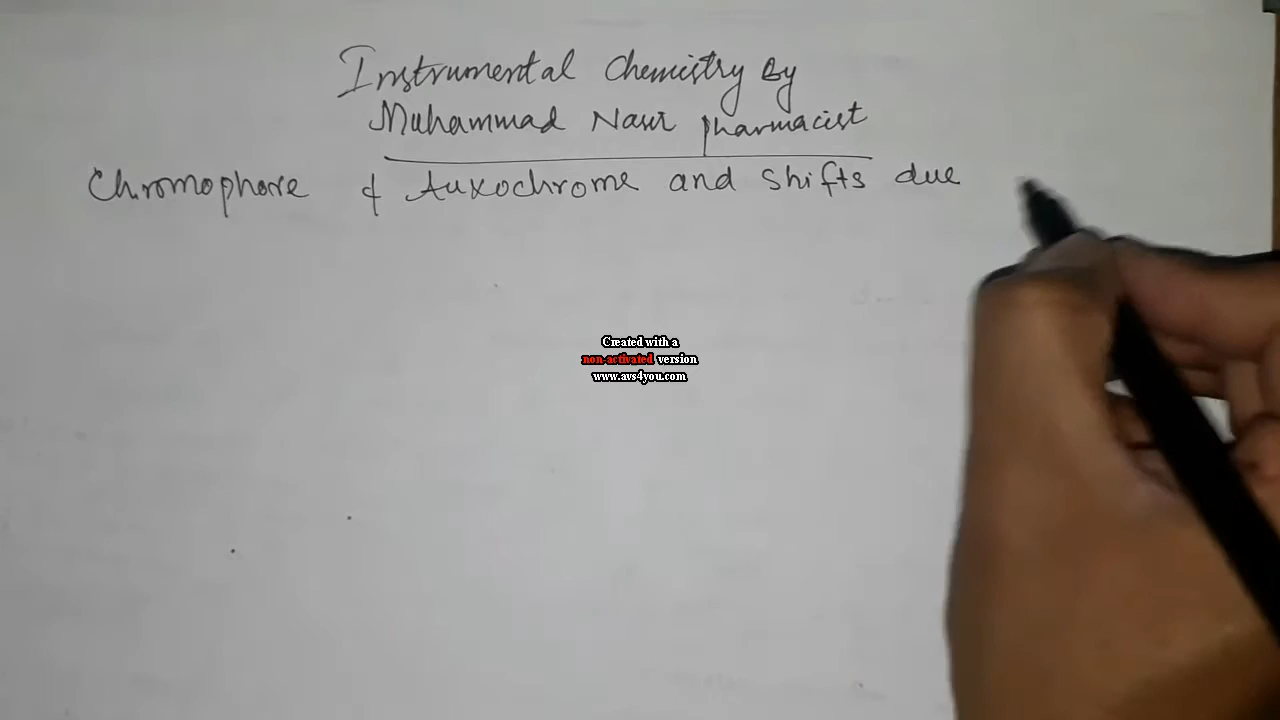 Instrumental Chemistry By
Muhammad Nasir pharmacist
Chromophore & Auxochrome and shifts due
Created with a
non-activated version
www.avs4you.com